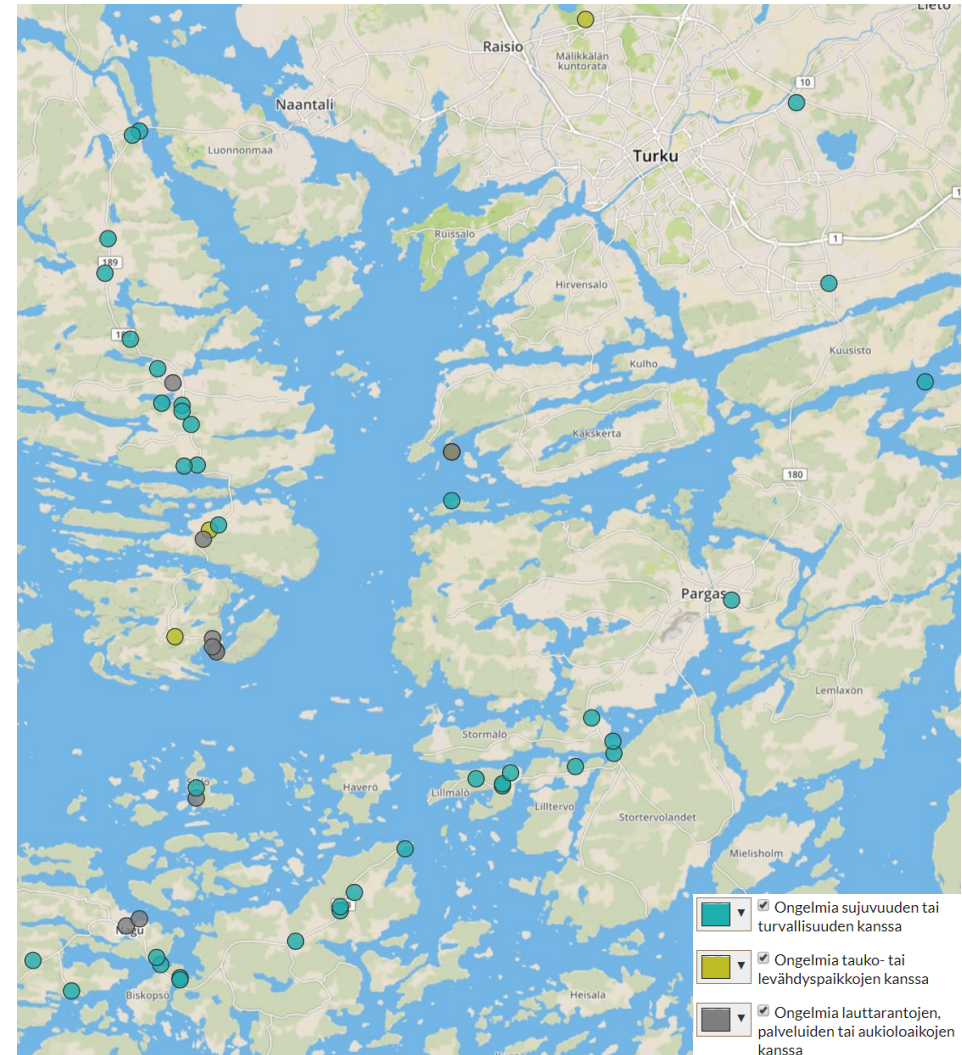 Lieto
Raisio
Mälikkälän
kuntorata
10
Naantali
Luonnonmaa
Turku
1
Ruissalo
1
189
Hirvensalo
Kuusisto
Kulho
Kakskerta
180
Pargas
Lemlaxön
Stormälö
Haverö
Lillmälö
Lilltervo
Stortervolandet
Mielisholm
Biskopsö
Heisala
Ongelmia sujuvuuden tai
turvallisuuden kanssa
Ongelmia tauko- tai
levähdyspaikkojen kanssa
Ongelmia lauttarantojen,
palveluiden tai aukioloaikojen
kanssa